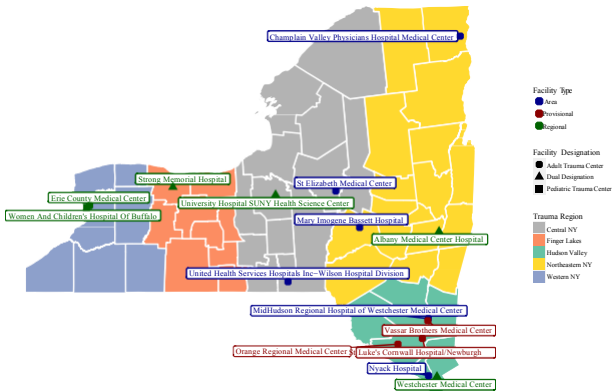 Champlain Valley Physicians Hospital Medical Center
Strong Memorial Hospital
St Elizabeth Medical Center
Erie County Medical Center
University Hospital SUNY Health Science Center
Women And Children's Hospital Of Buffalo
Mary Imogene Bassett Hospital
Albany Medical Center Hospital
United Health Services Hospitals Inc−Wilson Hospital Division
MidHudson Regional Hospital of Westchester Medical Center
Vassar Brothers Medical Center
Orange Regional Medical Center
Luke's Cornwall Hospital/Newburgh
Nyack Hospital
Westchester Medical Center
Facility Type
Area
Provisional
Regional
Facility Designation
Adult Trauma Center
Dual Designation
Pediatric Trauma Center
Trauma Region
Central NY
Finger Lakes
Hudson Valley
Northeastern NY
Western NY